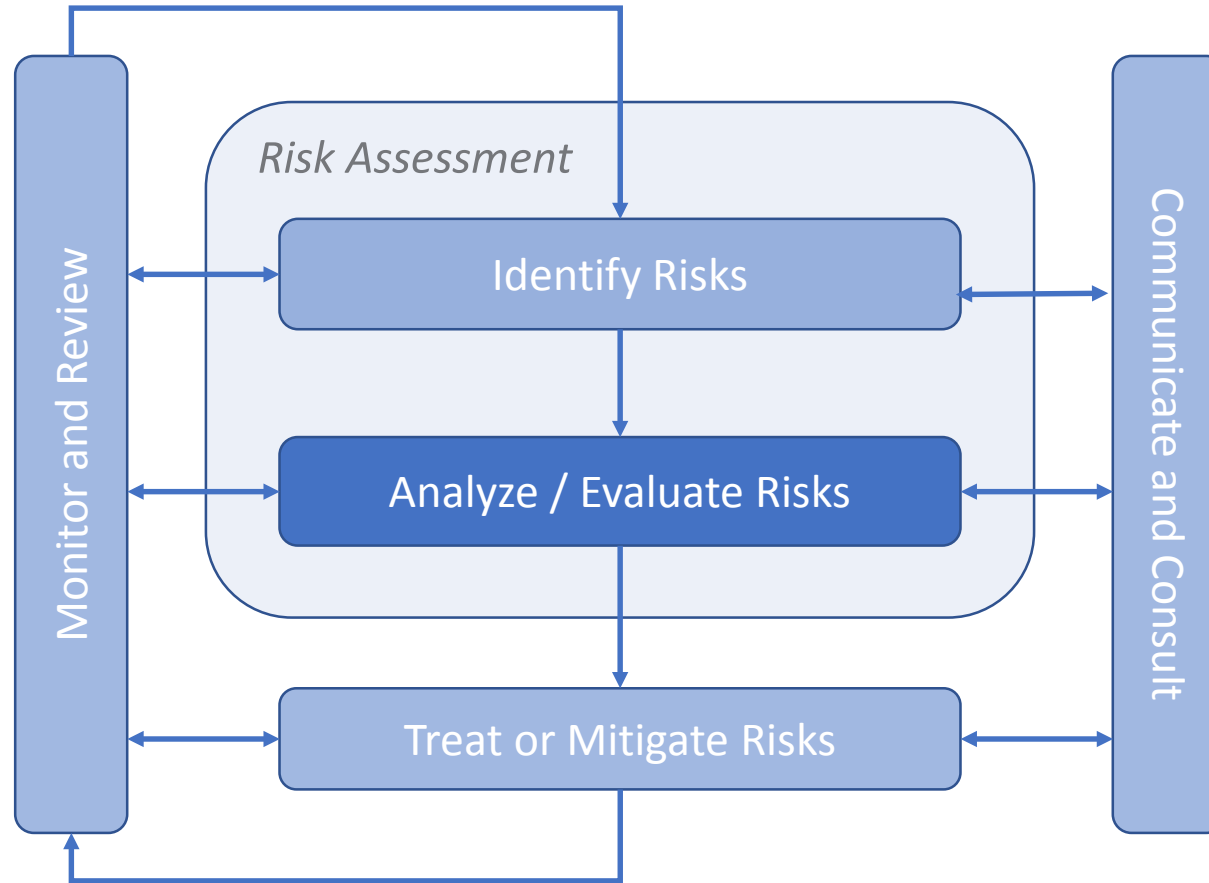 Risk Assessment
Identify Risks
Analyze / Evaluate Risks
Treat or Mitigate Risks
Monitor and Review
Communicate and Consult